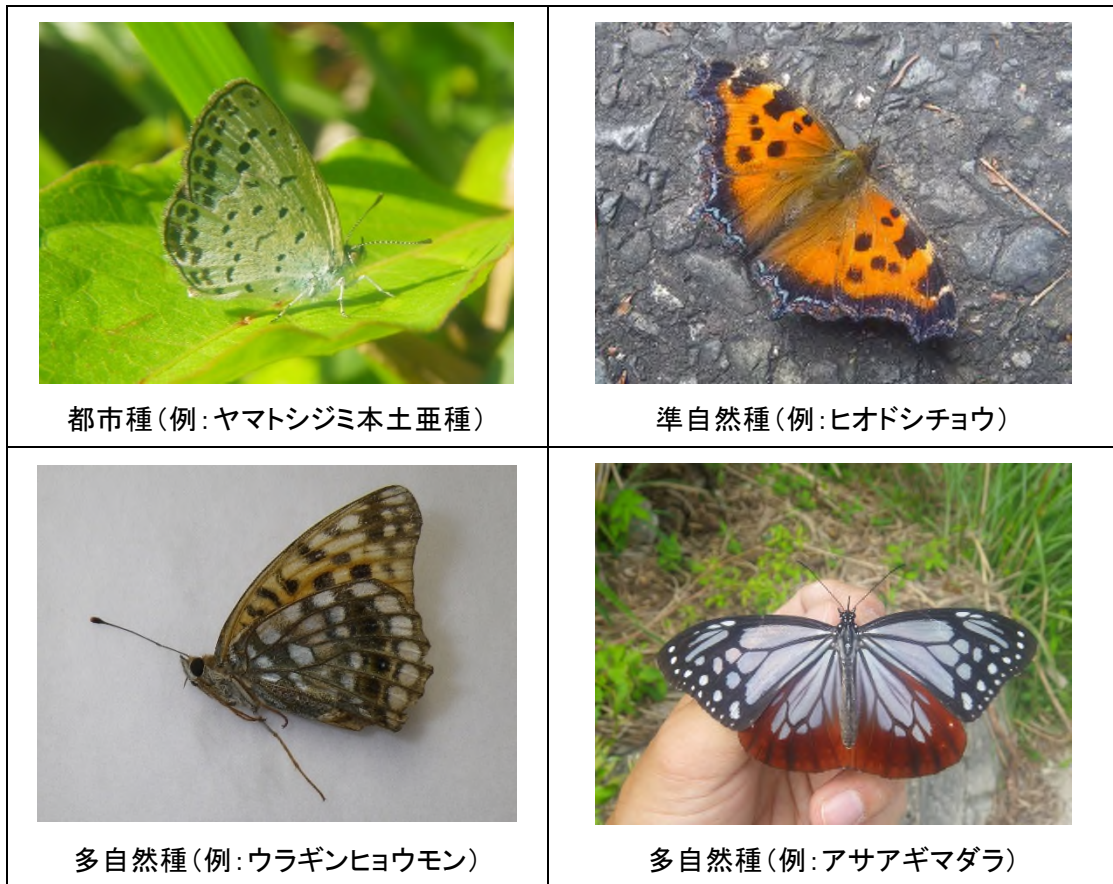 都市種（例：ヤマトシジミ本土亜種）
準自然種（例：ヒオドシチョウ）
多自然種（例：ウラギンヒョウモン）
多自然種（例：アサアギマダラ）